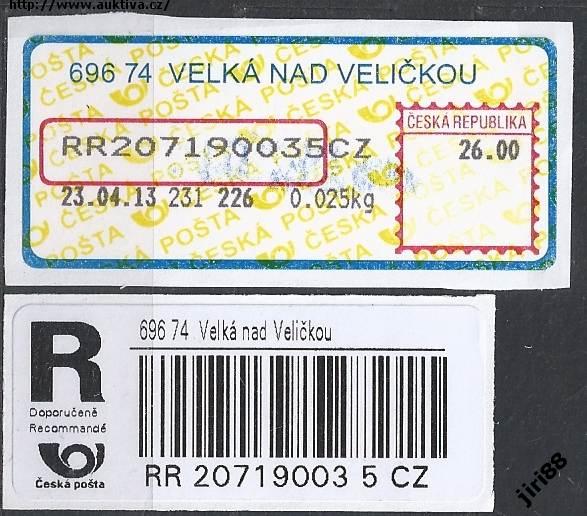 http://www.auktiva.cz/
696 74 VELKÁ NAD VELIČKOU
ČESKÁ REPUBLIKA
RR207190035CZ 26.00
23.04.13 231 226 0.025kg
ČESKÁ POŠTA
R
696 74 Velká nad Veličkou
Doporučeně
Recommandé
Česká pošta
RR 20719003 5 CZ
jiri88